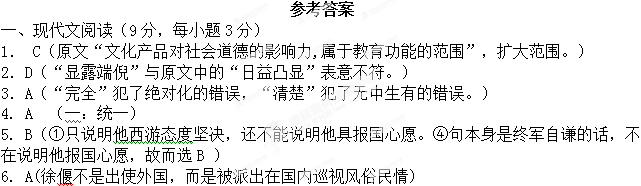 参考答案
一、现代文阅读（9分，每小题3分）
1. C（原文“文化产品对社会道德的影响力,属于教育功能的范围”，扩大范围。）
2. D（“显露端倪”与原文中的“日益凸显”表意不符。）
3. A（“完全”犯了绝对化的错误，“清楚”犯了无中生有的错误。）
4. A （一：统一）
5. B（①只说明他西游态度坚决，还不能说明他具报国心愿。④句本身是终军自谦的话，不
在说明他报国心愿，故而选B ）
6. A(徐偃不是出使外国，而是被派出在国内巡视风俗民情)